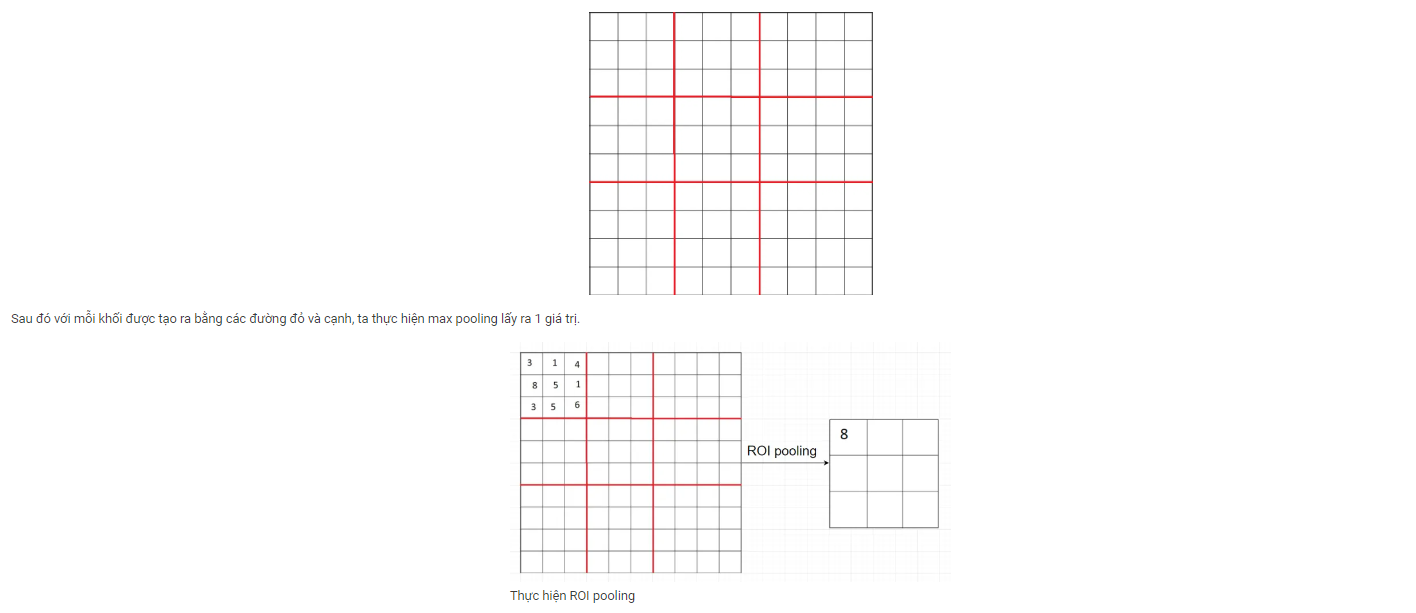 Sau đó với mỗi khối được tạo ra bằng các đường đỏ và cạnh, ta thực hiện max pooling lấy ra 1 giá trị.
3 1 4
8 5 1
3 5 6
8
ROI pooling
Thực hiện ROI pooling